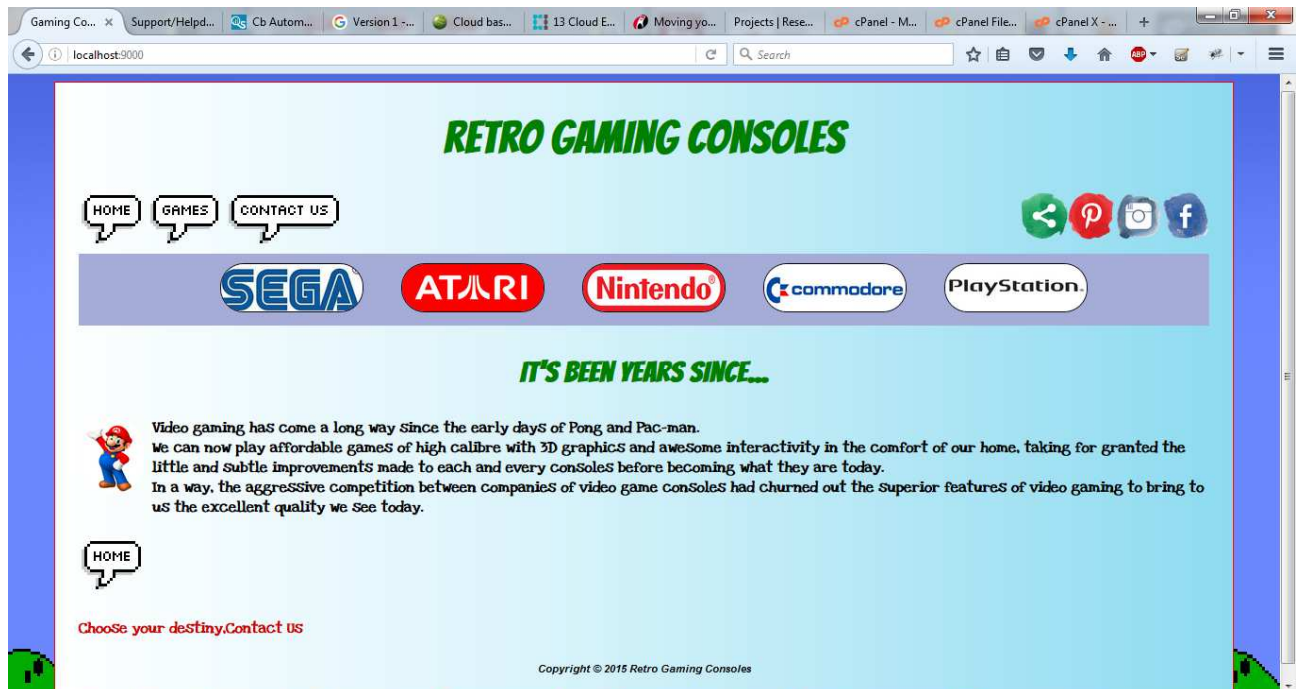 Gaming Co... × Support/Helpd... Cb Autom... Version 1 -... Cloud bas... 13 Cloud E... Moving yo... Projects | Rese... cPanel - M... cPanel File... cPanel X - ... +
localhost:9000 Search ABP
RETRO GAMING CONSOLES
HOME GAMES CONTACT US
SEGA ATARI Nintendo® commodore PlayStation.
IT'S BEEN YEARS SINCE...
Video gaming has come a long way since the early days of Pong and Pac-man.
We can now play affordable games of high calibre with 3D graphics and awesome interactivity in the comfort of our home, taking for granted the
little and subtle improvements made to each and every consoles before becoming what they are today.
In a way, the aggressive competition between companies of video game consoles had churned out the superior features of video gaming to bring to
us the excellent quality we see today.
HOME
Choose your destiny.Contact Us
Copyright © 2015 Retro Gaming Consoles